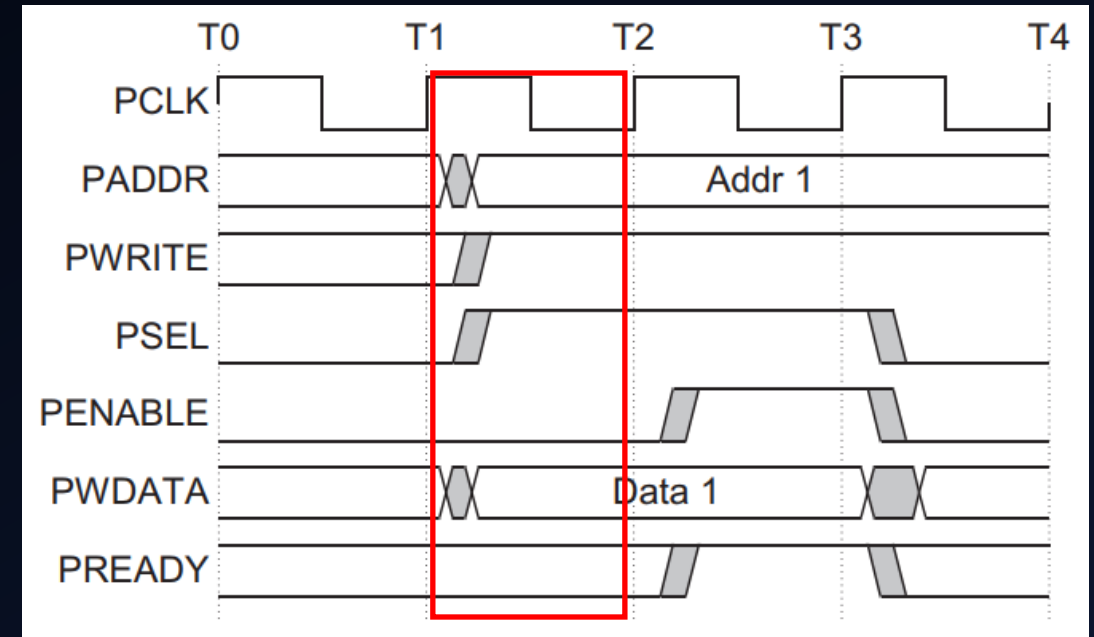 T0 T1 T2 T3 T4
PCLK
PADDR Addr 1
PWRITE
PSEL
PENABLE
PWDATA Data 1
PREADY